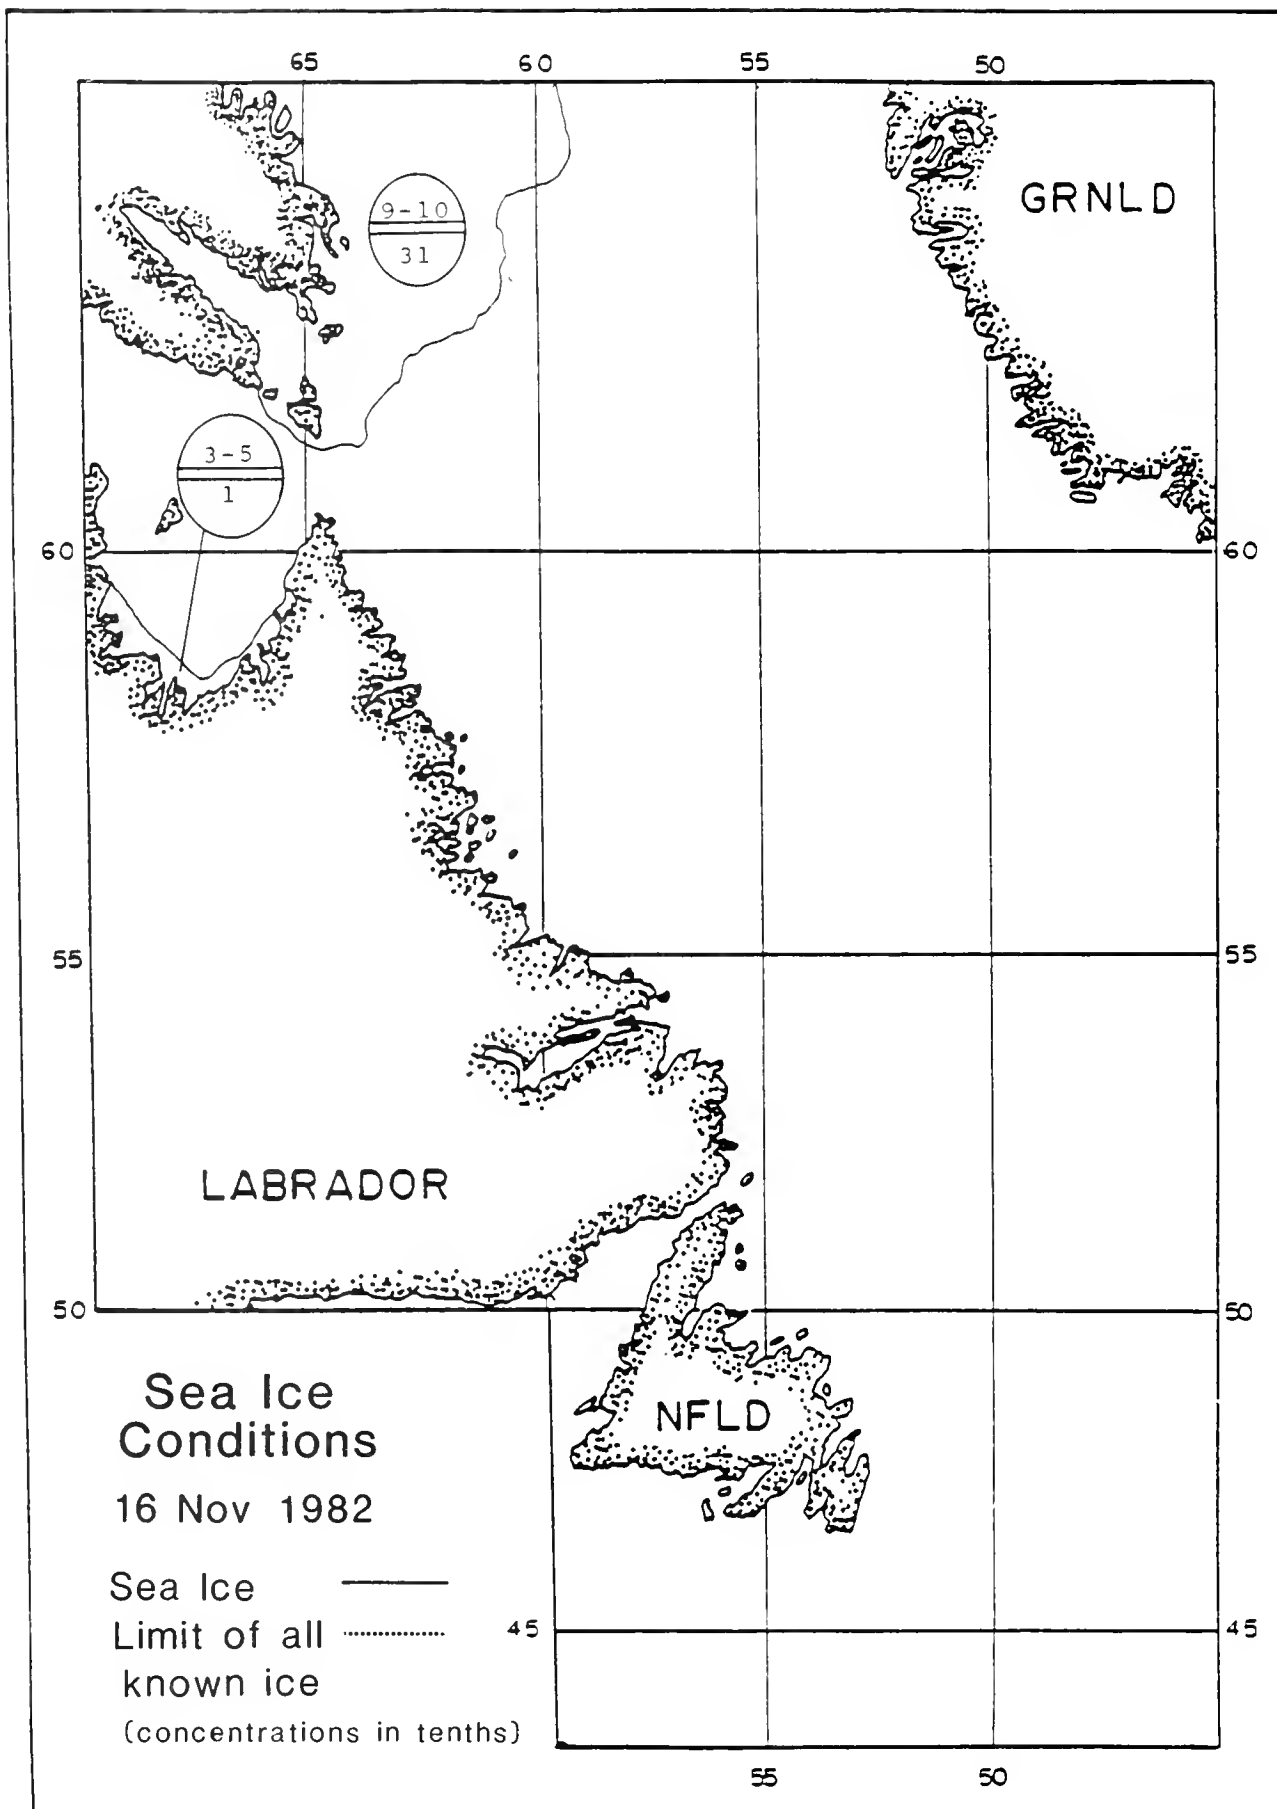 65 60 55 50
GRNLD
9-10
31
3-5
1
60 60
55 55
LABRADOR
50 50
Sea Ice
Conditions
NFLD
16 Nov 1982
Sea Ice
Limit of all
known ice
45 45
(concentrations in tenths)
55 50